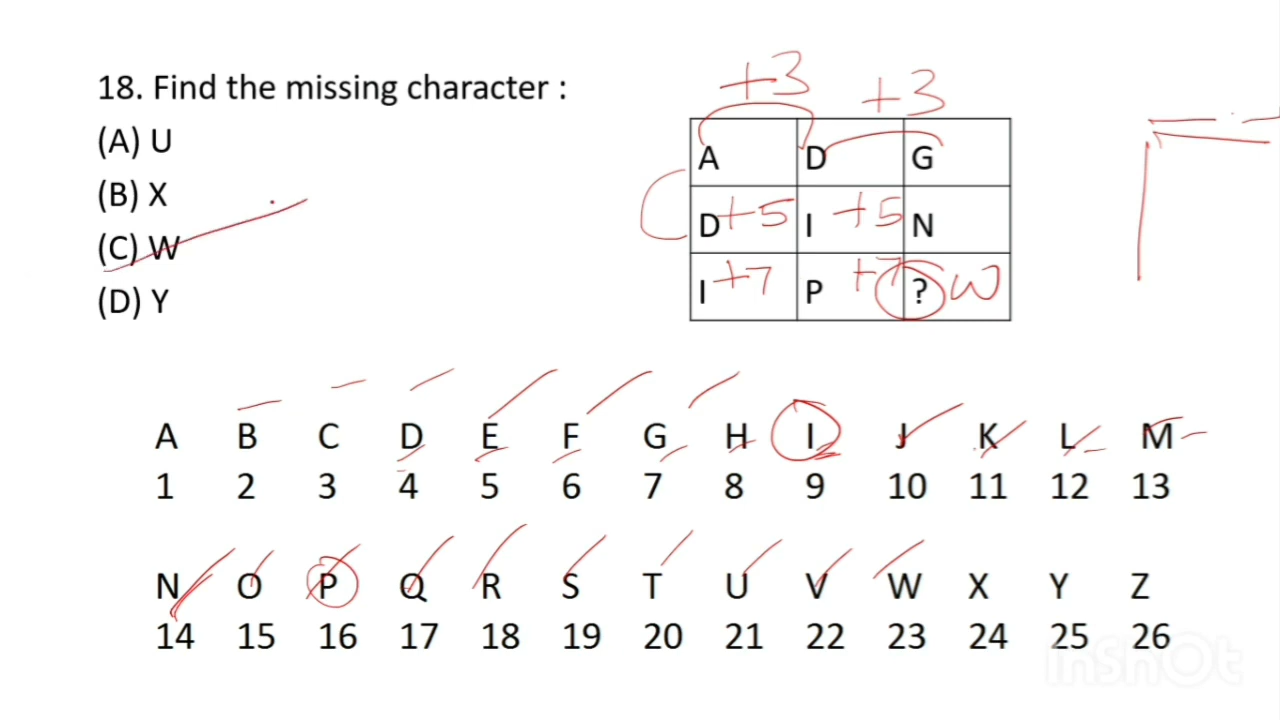 18. Find the missing character :
(A) U
(B) X
(C) W
(D) Y
+3 +3
A D G
D +5 I +5 N
I +7 P +7 ? W
A B C D E F G H I J K L M
1 2 3 4 5 6 7 8 9 10 11 12 13
N O P Q R S T U V W X Y Z
14 15 16 17 18 19 20 21 22 23 24 25 26
InShOt